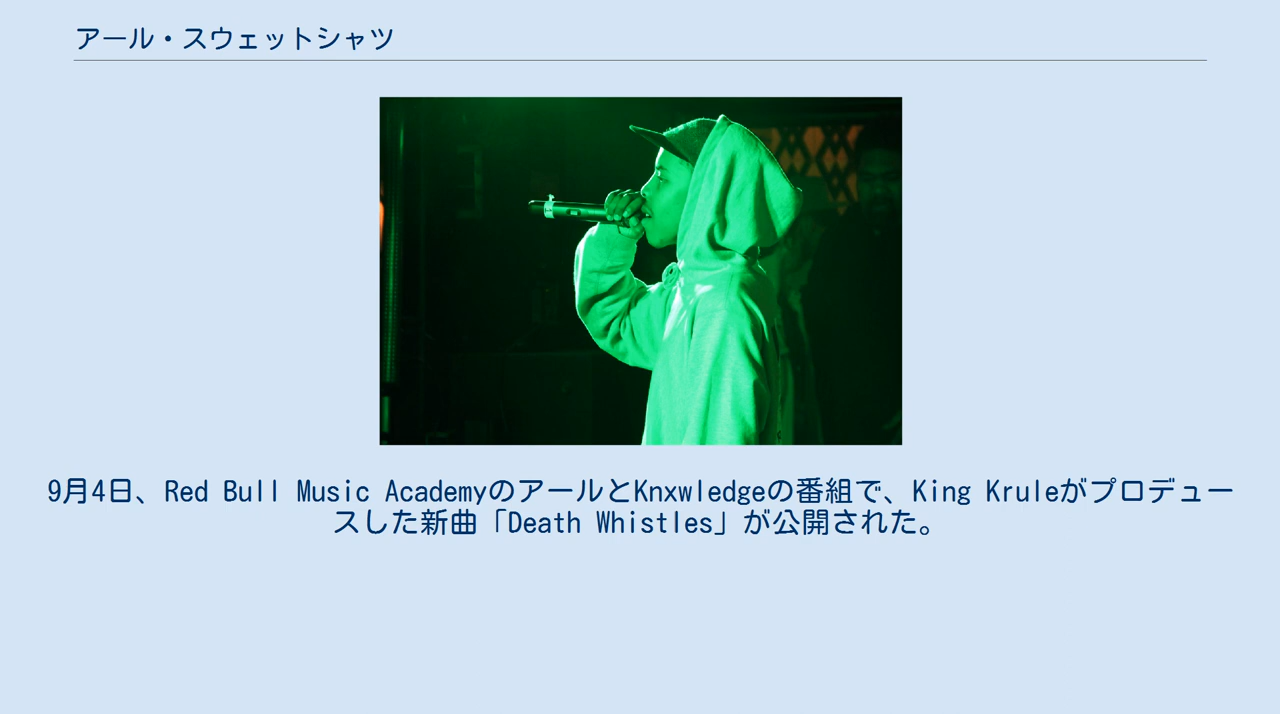 アール・スウェットシャツ
9月4日、Red Bull Music AcademyのアールとKnxwledgeの番組で、King Kruleがプロデュー
スした新曲「Death Whistles」が公開された。